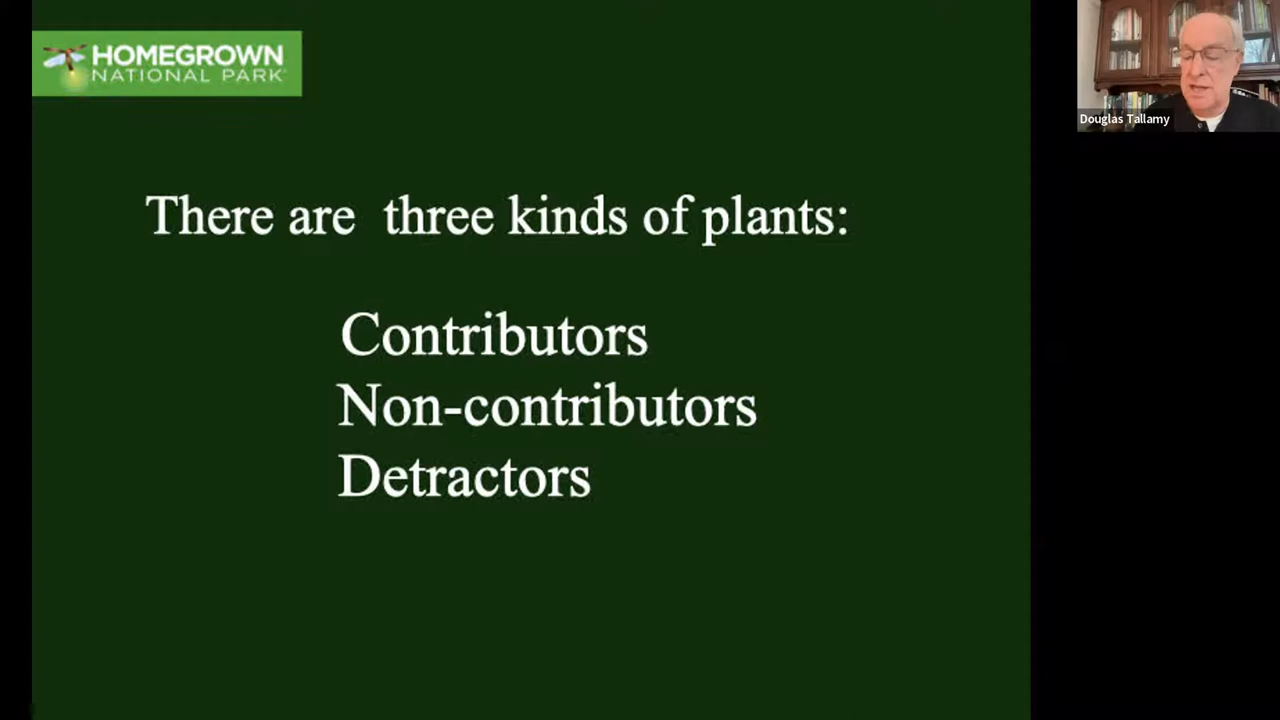 HOMEGROWN
NATIONAL PARK
Douglas Tallamy
There are three kinds of plants:
Contributors
Non-contributors
Detractors